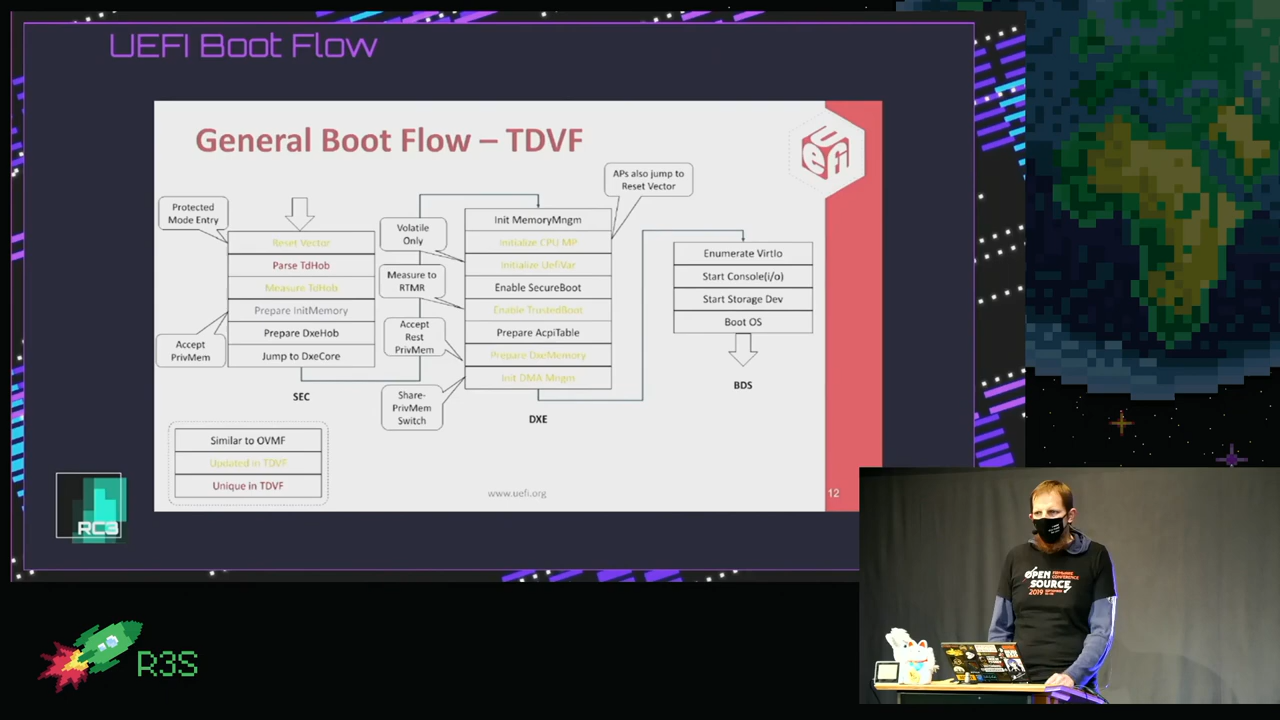 UEFI Boot Flow
General Boot Flow – TDVF
uefi
Protected
Mode Entry
Reset Vector
Parse TdHob
Measure TdHob
Prepare InitMemory
Prepare DxeHob
Jump to DxeCore
SEC
Accept
PrivMem
Volatile
Only
Measure to
RTMR
Accept
Rest
PrivMem
Share-
PrivMem
Switch
APs also jump to
Reset Vector
Init MemoryMngm
Initialize CPU MP
Initialize UefiVar
Enable SecureBoot
Enable TrustedBoot
Prepare AcpiTable
Prepare DxeMemory
Init DMA Mngm
DXE
Enumerate VirtIo
Start Console(i/o)
Start Storage Dev
Boot OS
BDS
Similar to OVMF
Updated in TDVF
Unique in TDVF
www.uefi.org
12
RC3
R3S
OPEN
SOURCE
FIRMWARE
CONFERENCE
2019